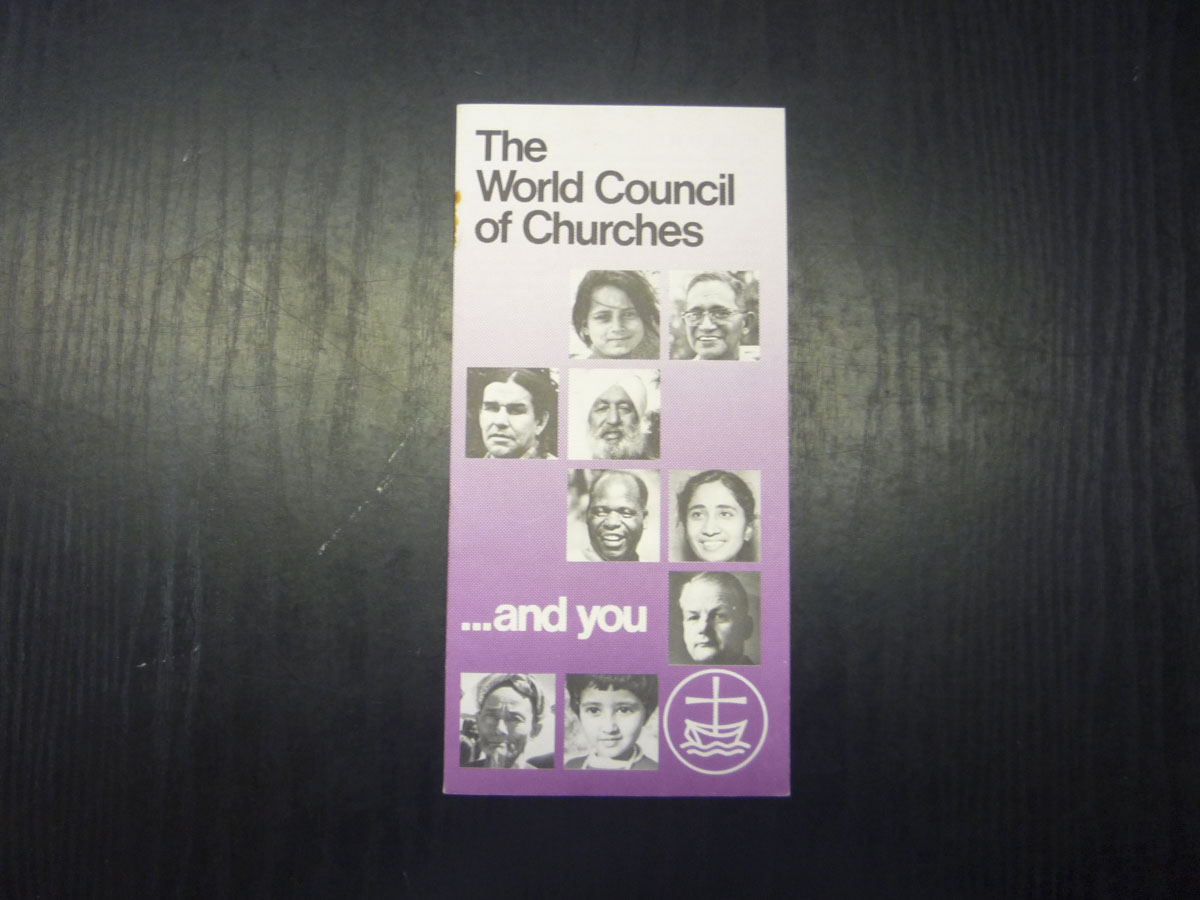 The
World Council
of Churches
...and you